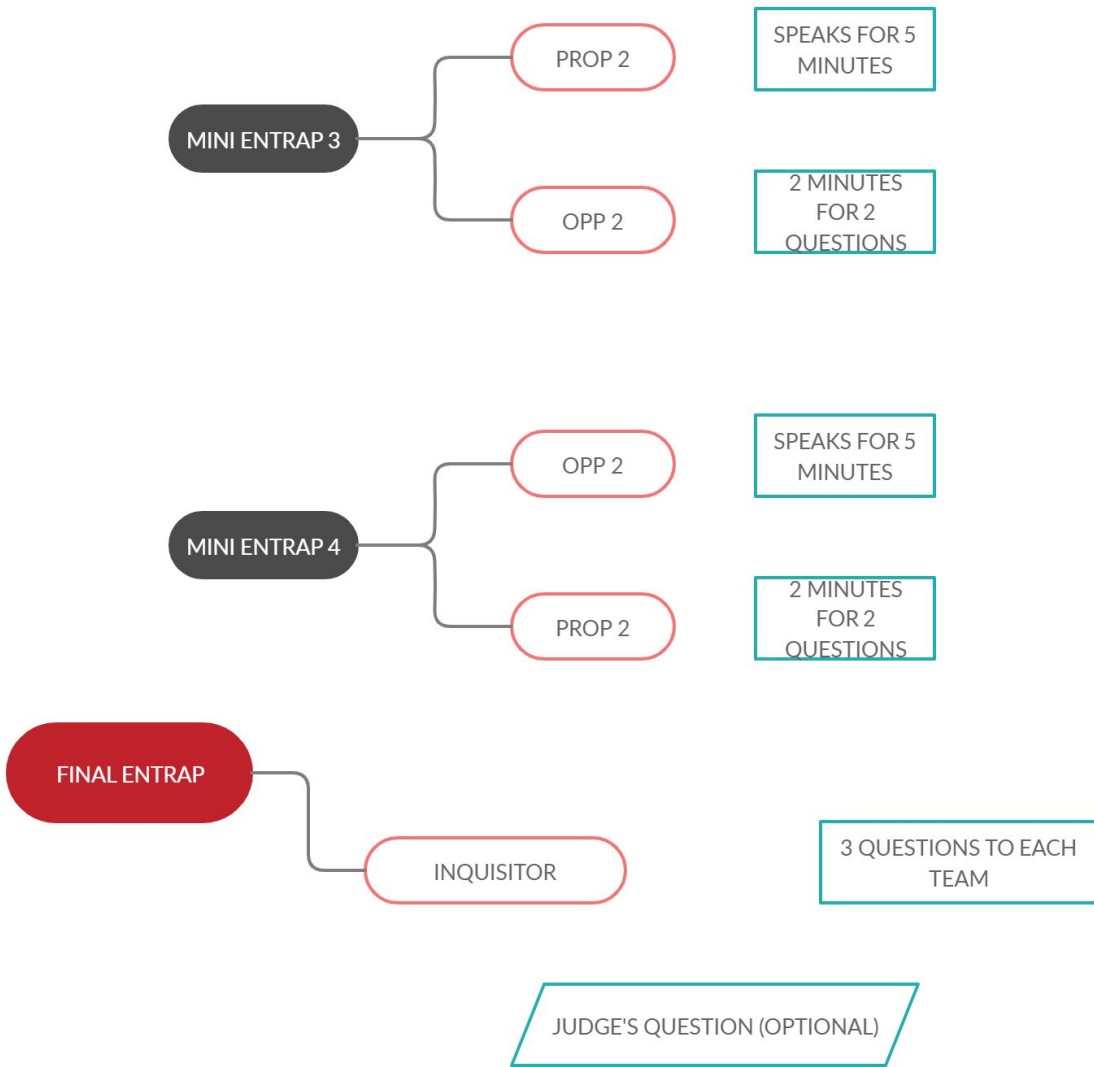 PROP 2
SPEAKS FOR 5
MINUTES
MINI ENTRAP 3
OPP 2
2 MINUTES
FOR 2
QUESTIONS
OPP 2
SPEAKS FOR 5
MINUTES
MINI ENTRAP 4
PROP 2
2 MINUTES
FOR 2
QUESTIONS
FINAL ENTRAP
INQUISITOR
3 QUESTIONS TO EACH
TEAM
JUDGE'S QUESTION (OPTIONAL)